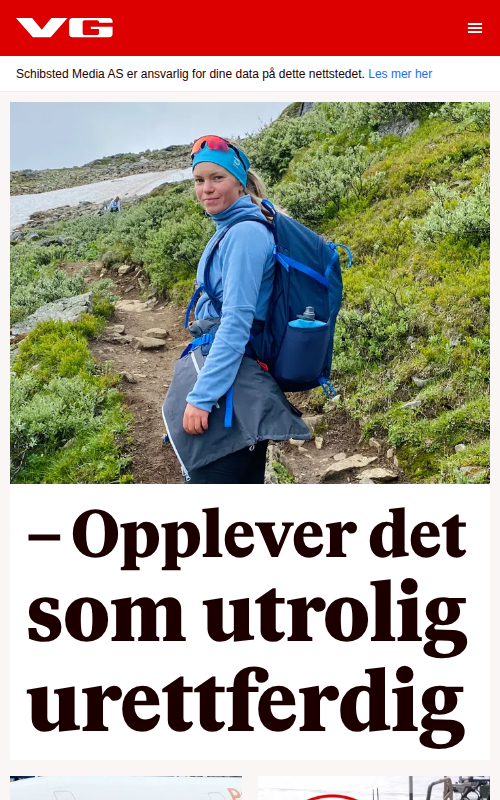 VG
Schibsted Media AS er ansvarlig for dine data på dette nettstedet. Les mer her
– Opplever det
som utrolig
urettferdig